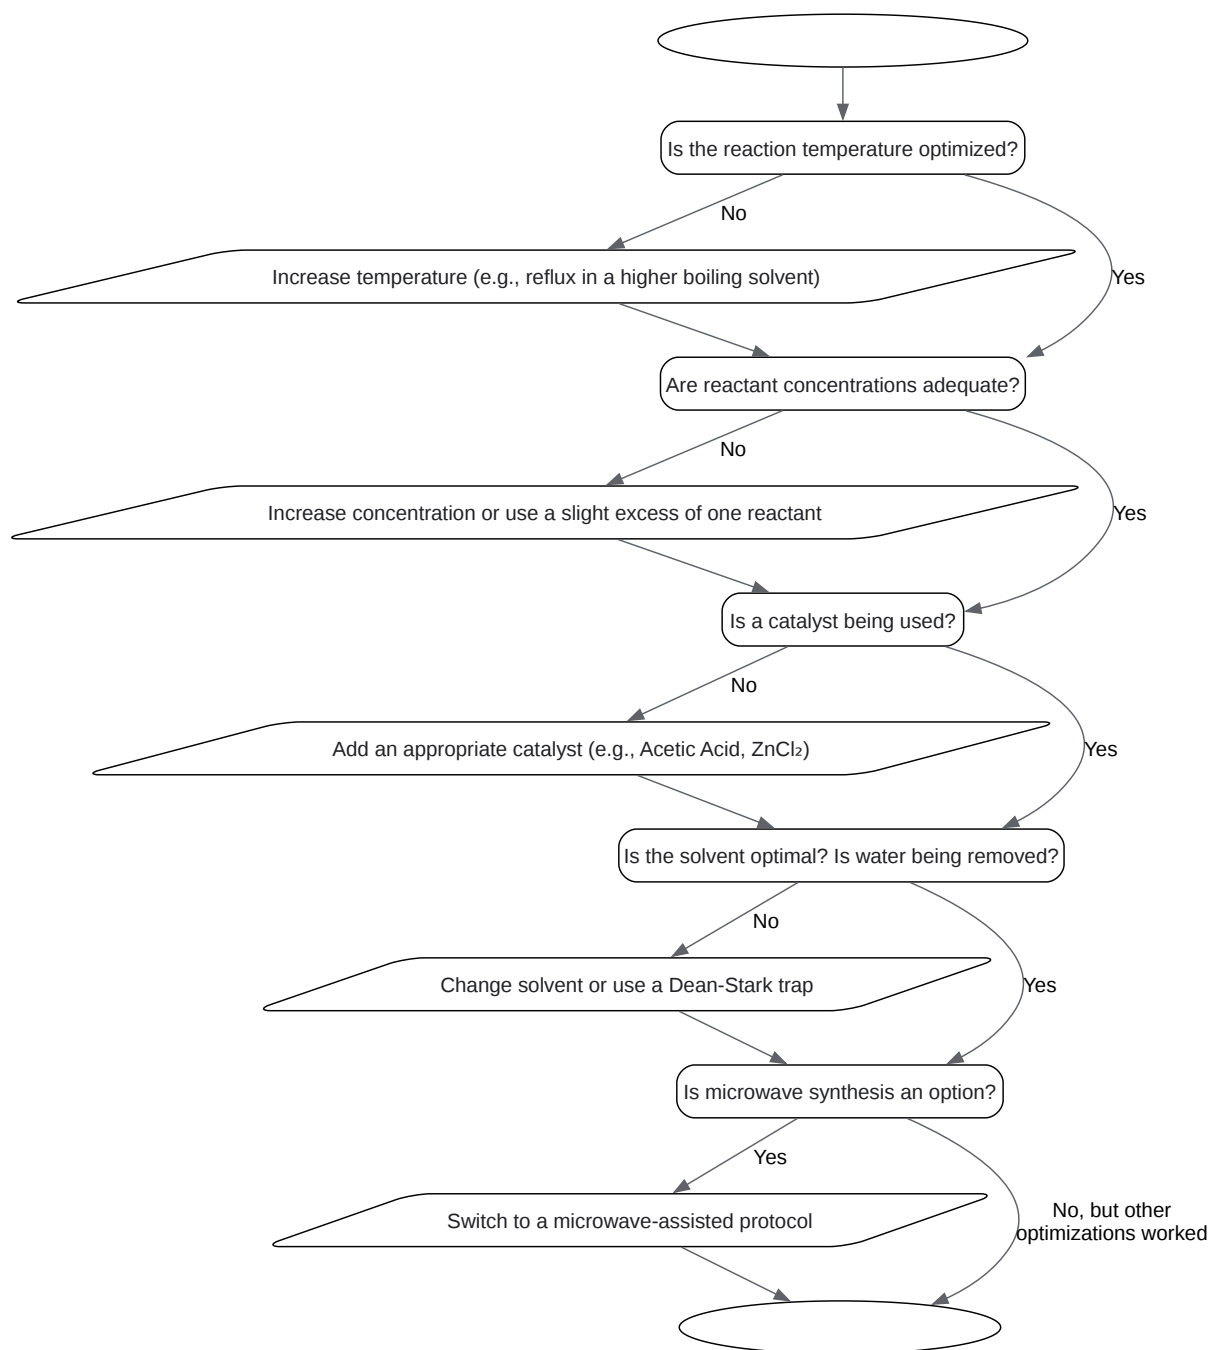 Is the reaction temperature optimized?
No
Increase temperature (e.g., reflux in a higher boiling solvent)
Yes
Are reactant concentrations adequate?
No
Increase concentration or use a slight excess of one reactant
Yes
Is a catalyst being used?
No
Add an appropriate catalyst (e.g., Acetic Acid, ZnCl₂)
Yes
Is the solvent optimal? Is water being removed?
No
Change solvent or use a Dean-Stark trap
Yes
Is microwave synthesis an option?
Yes
Switch to a microwave-assisted protocol
No, but other
optimizations worked